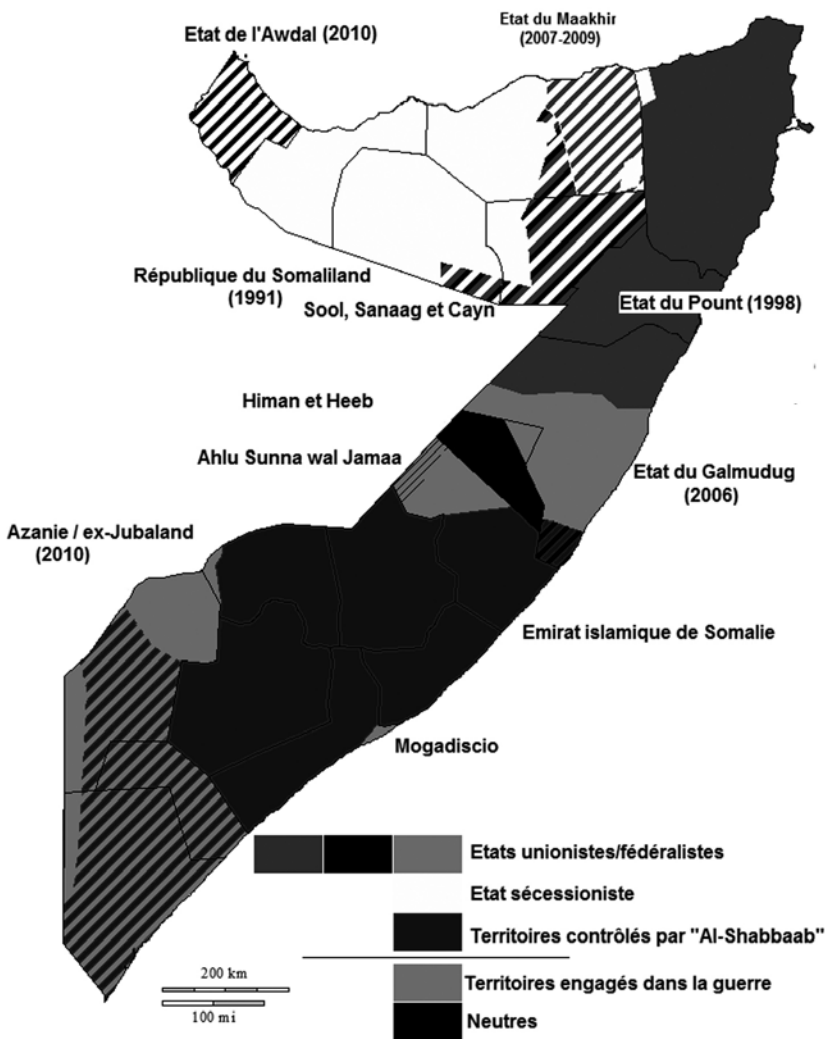 Etat de l'Awdal (2010)
Etat du Maakhir
(2007-2009)
République du Somaliland
(1991)
Sool, Sanaag et Cayn
Etat du Pount (1998)
Himan et Heeb
Ahlu Sunna wal Jamaa
Etat du Galmudug
(2006)
Azanie / ex-Jubaland
(2010)
Emirat islamique de Somalie
Mogadiscio
Etats unionistes/fédéralistes
Etat sécessioniste
Territoires contrôlés par "Al-Shabbaab"
Territoires engagés dans la guerre
Neutres
200 km
100 mi